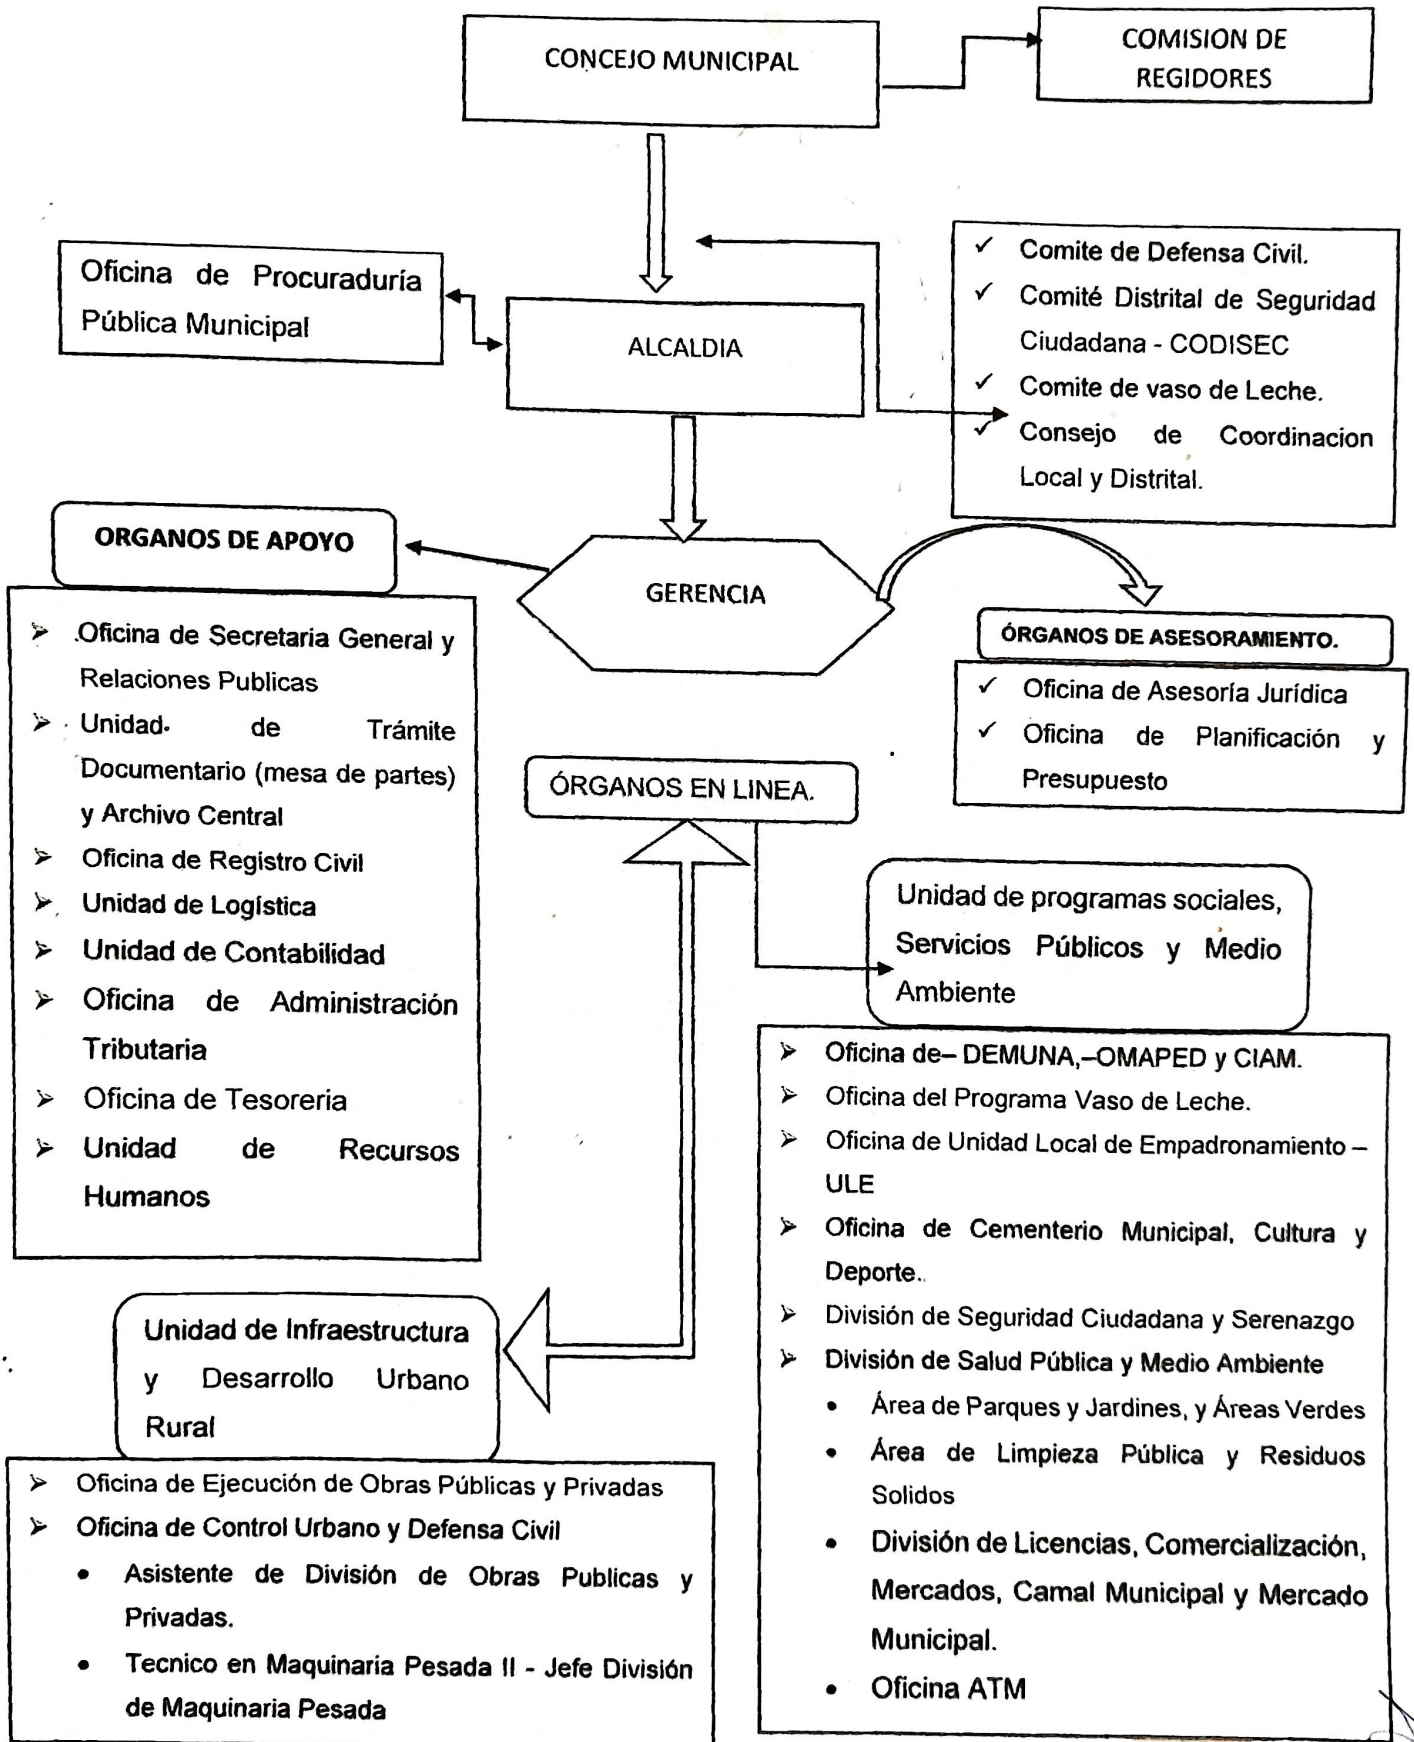 CONCEJO MUNICIPAL
COMISION DE
REGIDORES
Oficina de Procuraduría
Pública Municipal
ALCALDIA
✓ Comite de Defensa Civil.
✓ Comité Distrital de Seguridad
Ciudadana - CODISEC
✓ Comite de vaso de Leche.
✓ Consejo de Coordinacion
Local y Distrital.
ORGANOS DE APOYO
GERENCIA
ÓRGANOS DE ASESORAMIENTO.
✓ Oficina de Asesoría Jurídica
✓ Oficina de Planificación y
Presupuesto
➢ Oficina de Secretaria General y
Relaciones Publicas
➢ Unidad de Trámite
Documentario (mesa de partes)
y Archivo Central
➢ Oficina de Registro Civil
➢ Unidad de Logística
➢ Unidad de Contabilidad
➢ Oficina de Administración
Tributaria
➢ Oficina de Tesoreria
➢ Unidad de Recursos
Humanos
ÓRGANOS EN LINEA.
Unidad de programas sociales,
Servicios Públicos y Medio
Ambiente
➢ Oficina de– DEMUNA,–OMAPED y CIAM.
➢ Oficina del Programa Vaso de Leche.
➢ Oficina de Unidad Local de Empadronamiento –
ULE
➢ Oficina de Cementerio Municipal, Cultura y
Deporte..
➢ División de Seguridad Ciudadana y Serenazgo
➢ División de Salud Pública y Medio Ambiente
• Área de Parques y Jardines, y Áreas Verdes
• Área de Limpieza Pública y Residuos
Solidos
• División de Licencias, Comercialización,
Mercados, Camal Municipal y Mercado
Municipal.
• Oficina ATM
Unidad de Infraestructura
y Desarrollo Urbano
Rural
➢ Oficina de Ejecución de Obras Públicas y Privadas
➢ Oficina de Control Urbano y Defensa Civil
• Asistente de División de Obras Publicas y
Privadas.
• Tecnico en Maquinaria Pesada II - Jefe División
de Maquinaria Pesada